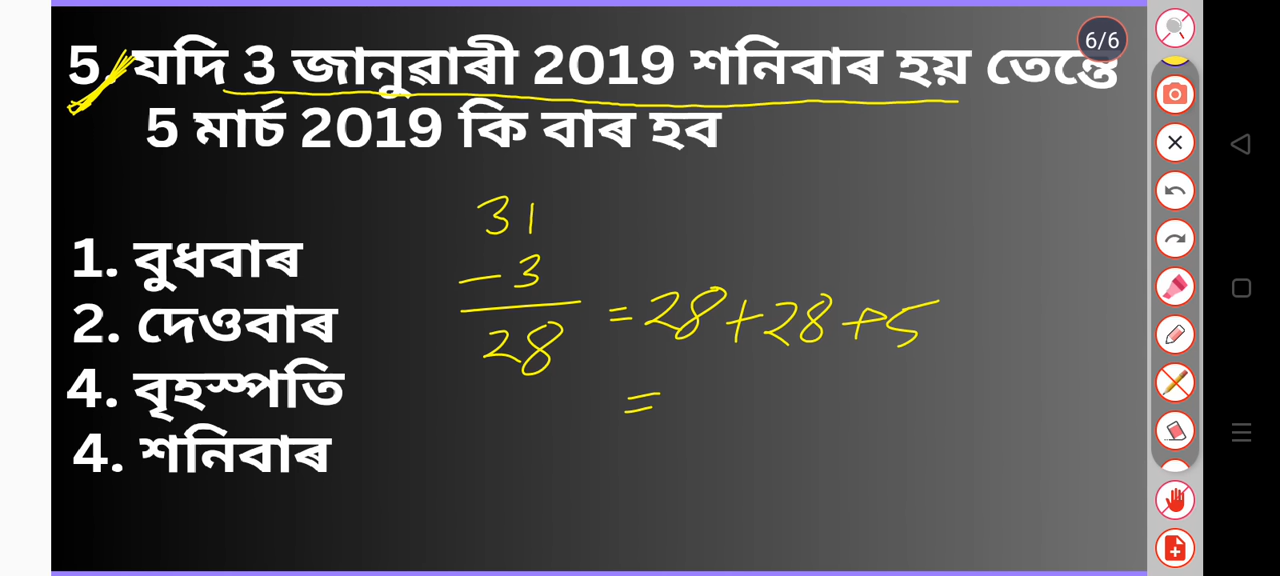 6/6
5. যদি 3 জানুৱাৰী 2019 শনিবাৰ হয় তেন্তে
5 মাৰ্চ 2019 কি বাৰ হব
1. বুধবাৰ
2. দেওবাৰ
4. বৃহস্পতি
4. শনিবাৰ
31
- 3
28 = 28 + 28 + 5
=